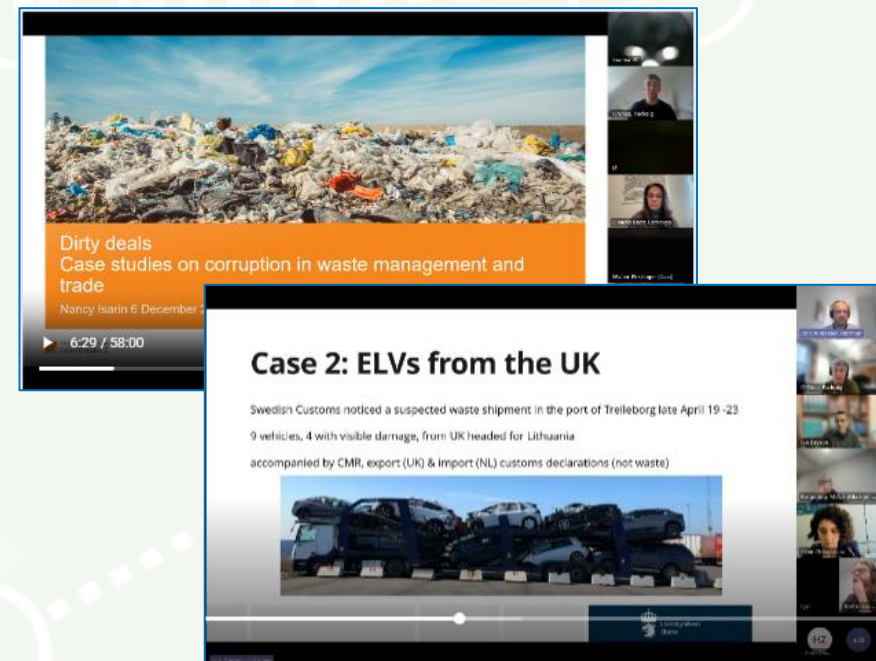 Dirty deals
Case studies on corruption in waste management and
trade
Nancy Isarin 6 December
6:29 / 58:00
Case 2: ELVs from the UK
Swedish Customs noticed a suspected waste shipment in the port of Trelleborg late April 19 -23
9 vehicles, 4 with visible damage, from UK headed for Lithuania
accompanied by CMR, export (UK) & import (NL) customs declarations (not waste)
Länsstyrelsen
Skåne
HZ